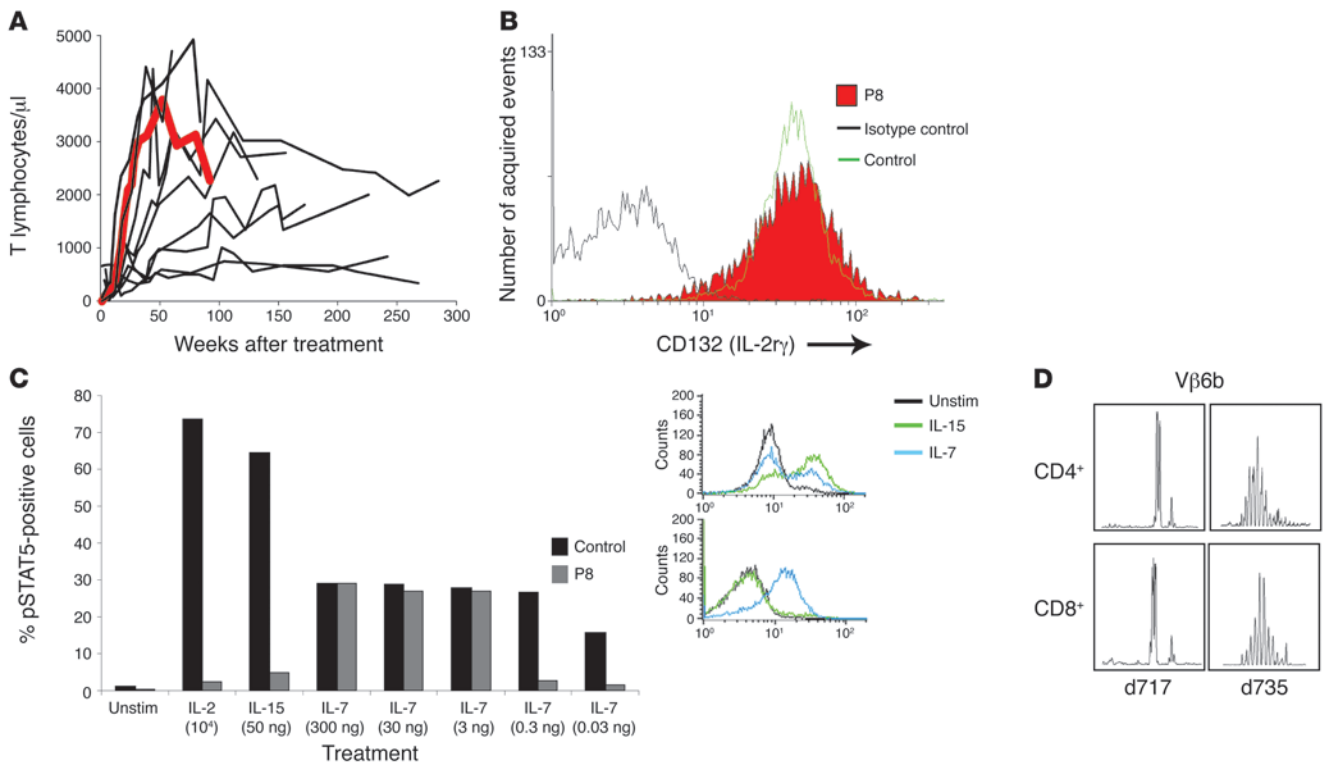 A
5000
4000
3000
2000
1000
0
T lymphocytes/μl
0
50
100
150
200
250
300
Weeks after treatment
B
133
0
Number of acquired events
10⁰
10¹
10²
CD132 (IL-2rγ)
P8
Isotype control
Control
C
80
70
60
50
40
30
20
10
0
% pSTAT5-positive cells
Control
P8
Unstim
IL-2
(10⁴)
IL-15
(50 ng)
IL-7
(300 ng)
IL-7
(30 ng)
IL-7
(3 ng)
IL-7
(0.3 ng)
IL-7
(0.03 ng)
Treatment
200
160
120
80
40
0
Counts
10⁰
10¹
10²
Unstim
IL-15
IL-7
200
160
120
80
40
0
Counts
10⁰
10¹
10²
D
Vβ6b
CD4⁺
CD8⁺
d717
d735